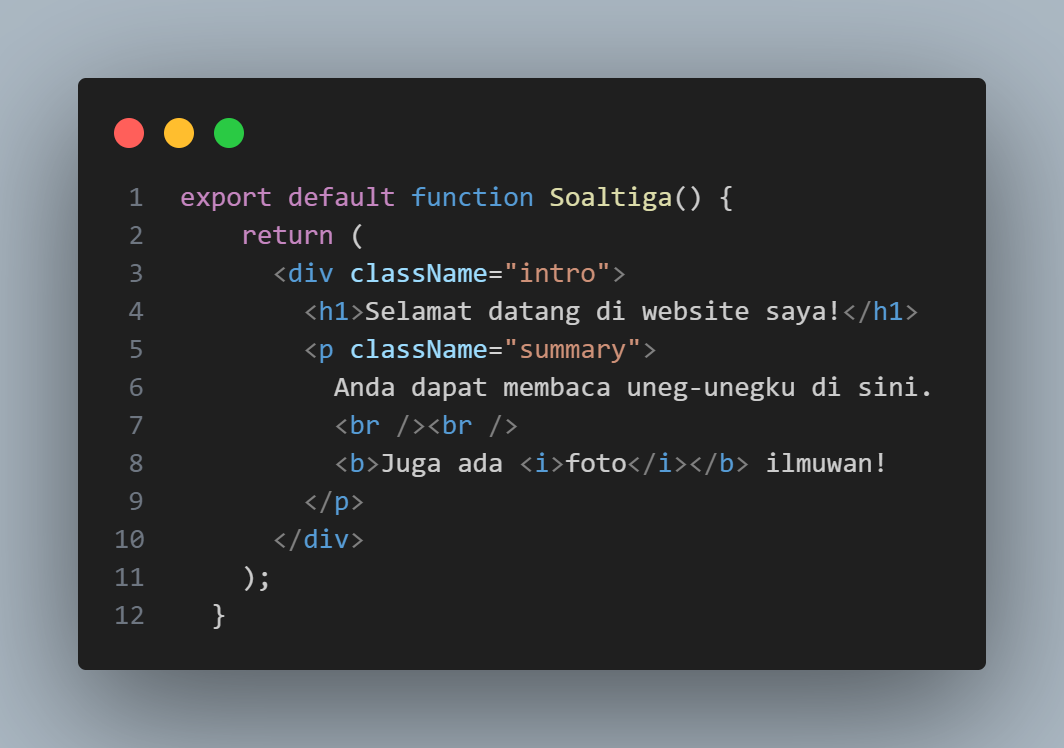 1 export default function Soaltiga() {
2 return (
3 <div className="intro">
4 <h1>Selamat datang di website saya!</h1>
5 <p className="summary">
6 Anda dapat membaca uneg-unegku di sini.
7 <br /><br />
8 <b>Juga ada <i>foto</i></b> ilmuwan!
9 </p>
10 </div>
11 );
12 }